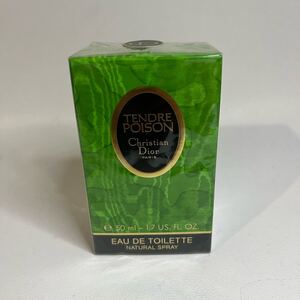 TENDRE
POISON
Christian
Dior
PARIS
℮ 50 ml - 1.7 US. FL. OZ.
EAU DE TOILETTE
NATURAL SPRAY